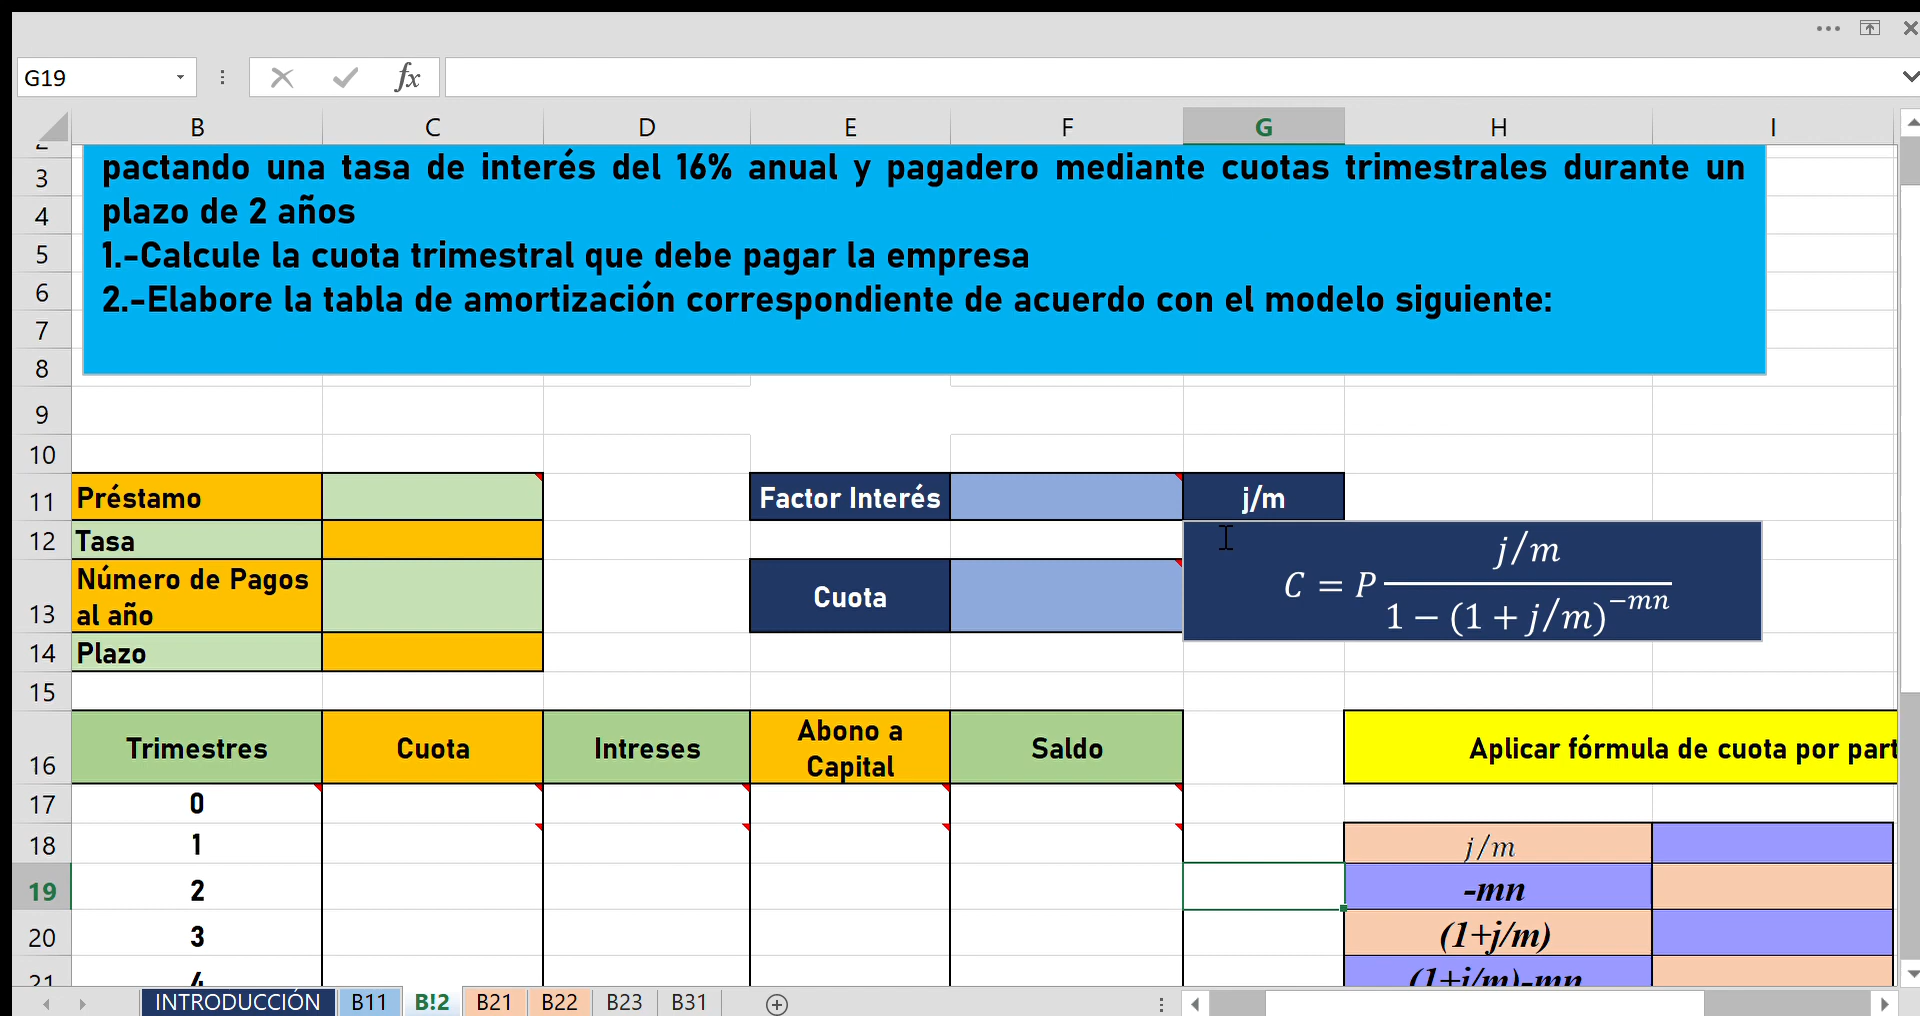 G19
fx
B C D E F G H I
2
pactando una tasa de interés del 16% anual y pagadero mediante cuotas trimestrales durante un
3
plazo de 2 años
4
1.-Calcule la cuota trimestral que debe pagar la empresa
5
2.-Elabore la tabla de amortización correspondiente de acuerdo con el modelo siguiente:
6
7
8
9
10
11 Préstamo Factor Interés j/m
12 Tasa
13 Número de Pagos
al año
Cuota
C = P j/m
1 − (1 + j/m)^−mn
14 Plazo
15
16 Trimestres Cuota Intreses Abono a
Capital
Saldo Aplicar fórmula de cuota por part
17 0
18 1 j/m
19 2 -mn
20 3 (1+j/m)
21 4 (1+j/m)-mn
INTRODUCCIÓN B11 B!2 B21 B22 B23 B31